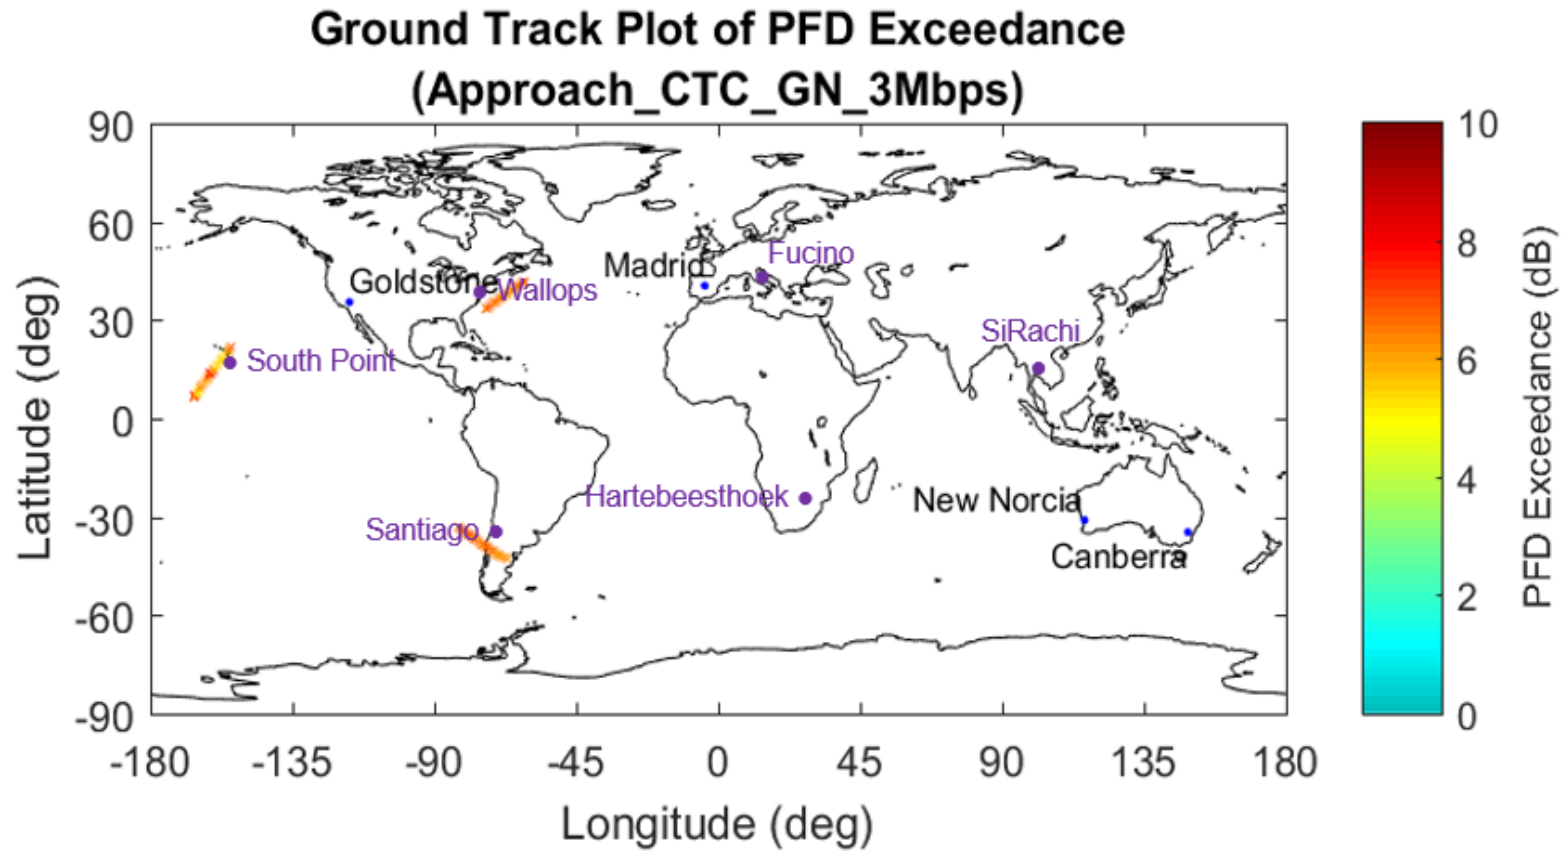 Ground Track Plot of PFD Exceedance
(Approach_CTC_GN_3Mbps)
90
60
30
0
-30
-60
-90
Latitude (deg)
-180 -135 -90 -45 0 45 90 135 180
Longitude (deg)
Goldstone
Wallops
Madrid
Fucino
SiRachi
South Point
Hartebeesthoek
New Norcia
Santiago
Canberra
10
8
6
4
2
0
PFD Exceedance (dB)